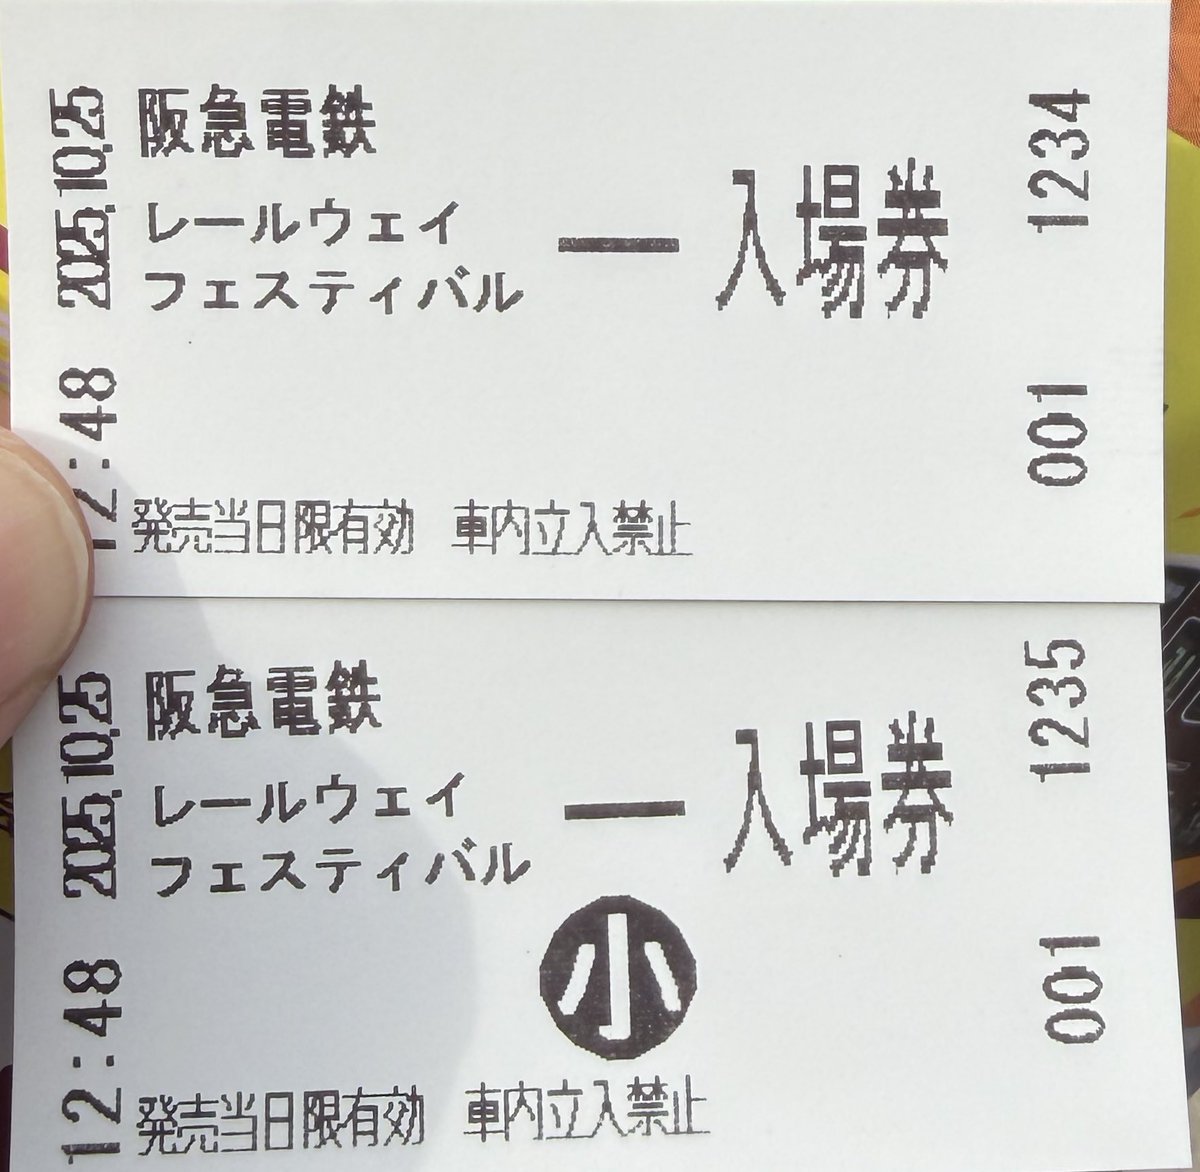 2025.10.25 12:48
阪急電鉄
レールウェイ
フェスティバル
― 入場券
1234 001
発売当日限有効 車内立入禁止
2025.10.25 12:48
阪急電鉄
レールウェイ
フェスティバル
― 入場券
小
1235 001
発売当日限有効 車内立入禁止